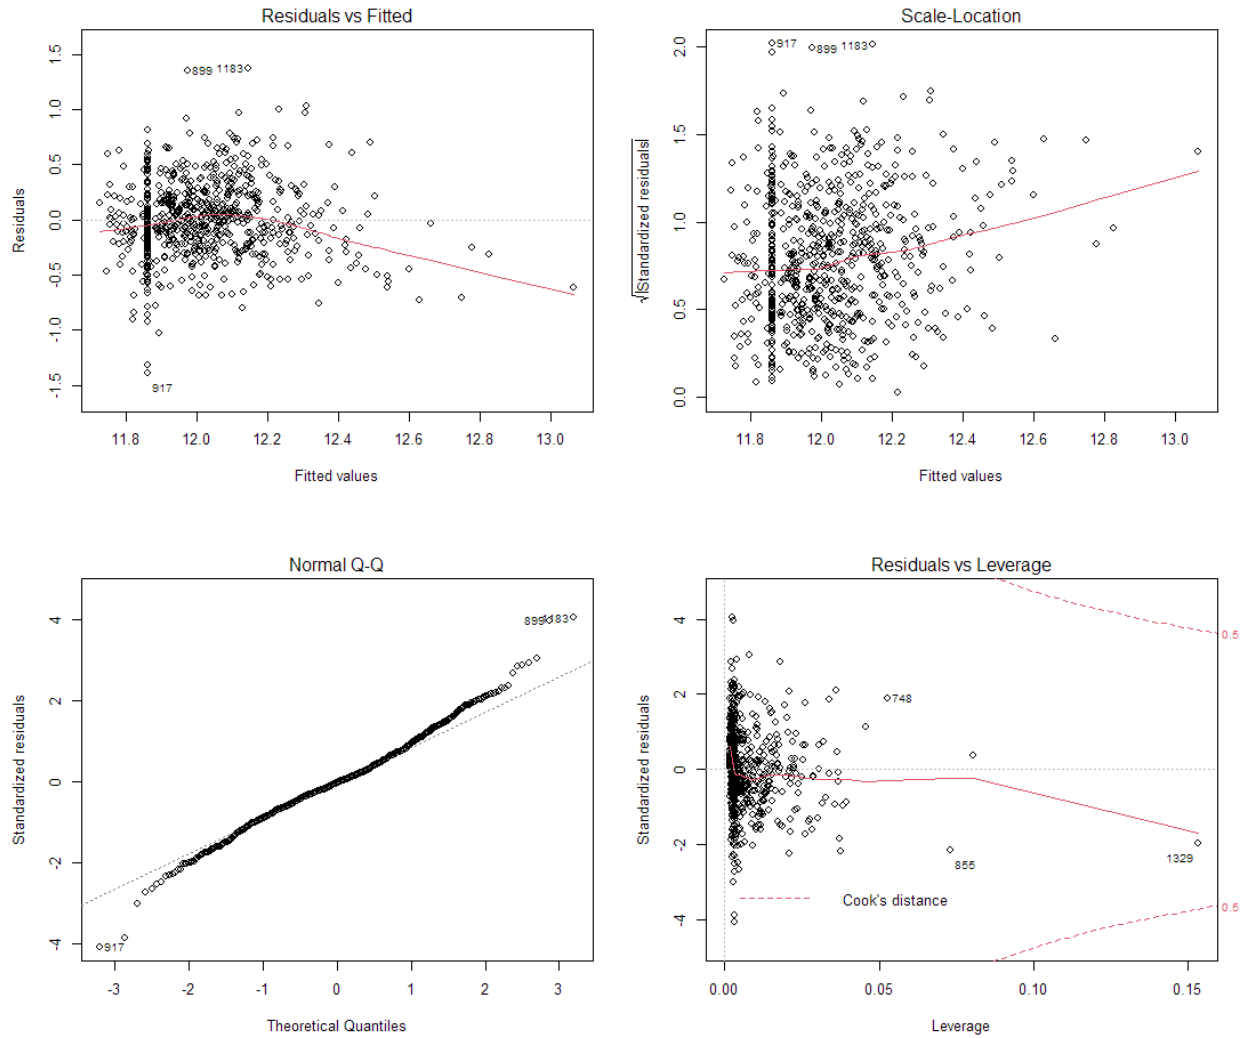 Residuals vs Fitted
Residuals
1.5
1.0
0.5
0.0
-0.5
-1.0
-1.5
899
1183
917
11.8 12.0 12.2 12.4 12.6 12.8 13.0
Fitted values
Scale-Location
√|Standardized residuals|
2.0
1.5
1.0
0.5
0.0
917
899
1183
11.8 12.0 12.2 12.4 12.6 12.8 13.0
Fitted values
Normal Q-Q
Standardized residuals
4
2
0
-2
-4
899
1183
917
-3 -2 -1 0 1 2 3
Theoretical Quantiles
Residuals vs Leverage
Standardized residuals
4
2
0
-2
-4
0.5
748
855
1329
Cook's distance
0.5
0.00 0.05 0.10 0.15
Leverage